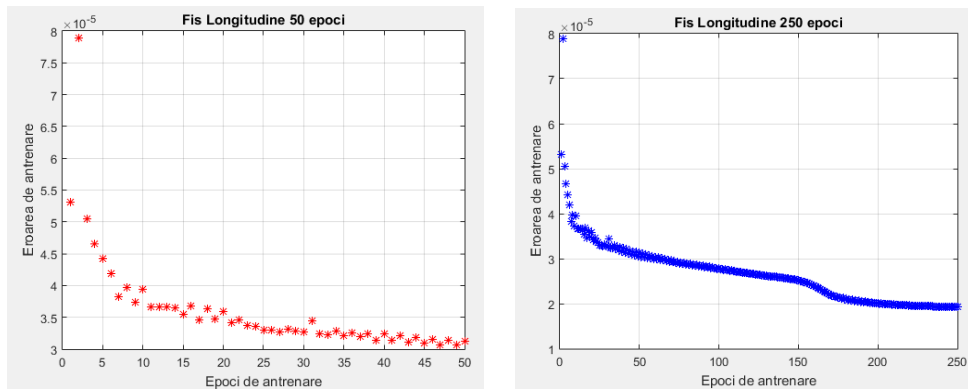 Fis Longitudine 50 epoci
×10-5
8
7.5
7
6.5
6
5.5
5
4.5
4
3.5
3
0 5 10 15 20 25 30 35 40 45 50
Eroarea de antrenare
Epoci de antrenare
Fis Longitudine 250 epoci
×10-5
8
7
6
5
4
3
2
1
0 50 100 150 200 250
Eroarea de antrenare
Epoci de antrenare